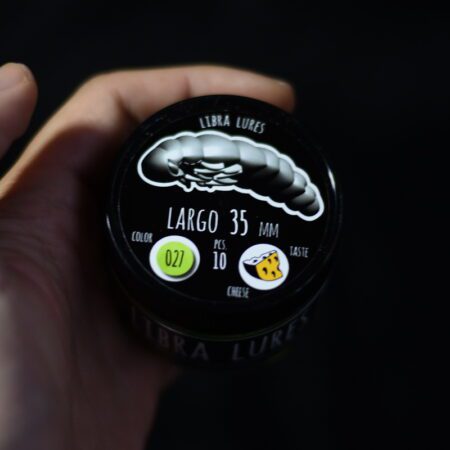 LIBRA LURES
LARGO 35 MM
COLOR
027
PCS.
10
TASTE
CHEESE
LIBRA LURES